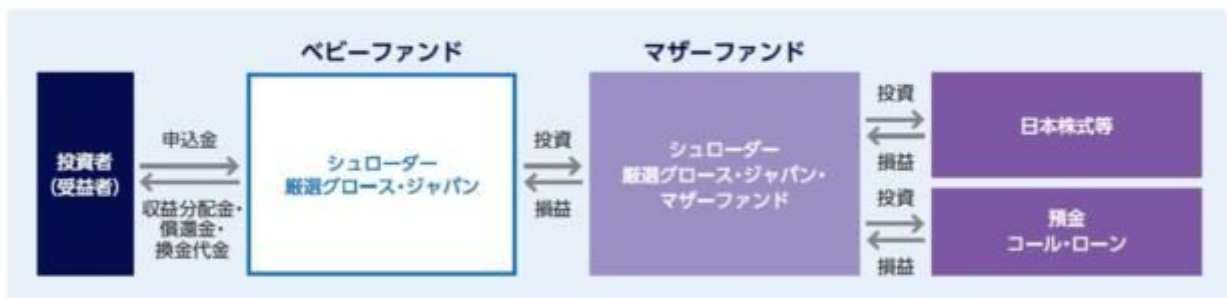 ベビーファンド
マザーファンド
投資者
(受益者)
申込金
収益分配金・
償還金・
換金代金
シュローダー
厳選グロース・ジャパン
投資
損益
シュローダー
厳選グロース・ジャパン・
マザーファンド
投資
損益
日本株式等
投資
損益
預金
コール・ローン